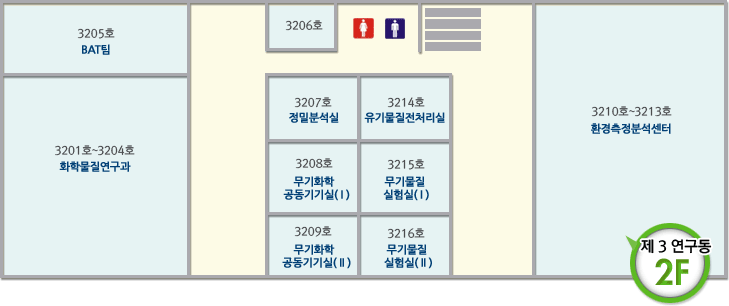 3205호
BAT팀
3201호~3204호
화학물질연구과
3206호
3207호
정밀분석실
3214호
유기물질전처리실
3208호
무기화학
공동기기실(Ⅰ)
3215호
무기물질
실험실(Ⅰ)
3209호
무기화학
공동기기실(Ⅱ)
3216호
무기물질
실험실(Ⅱ)
3210호~3213호
환경측정분석센터
제 3 연구동
2F